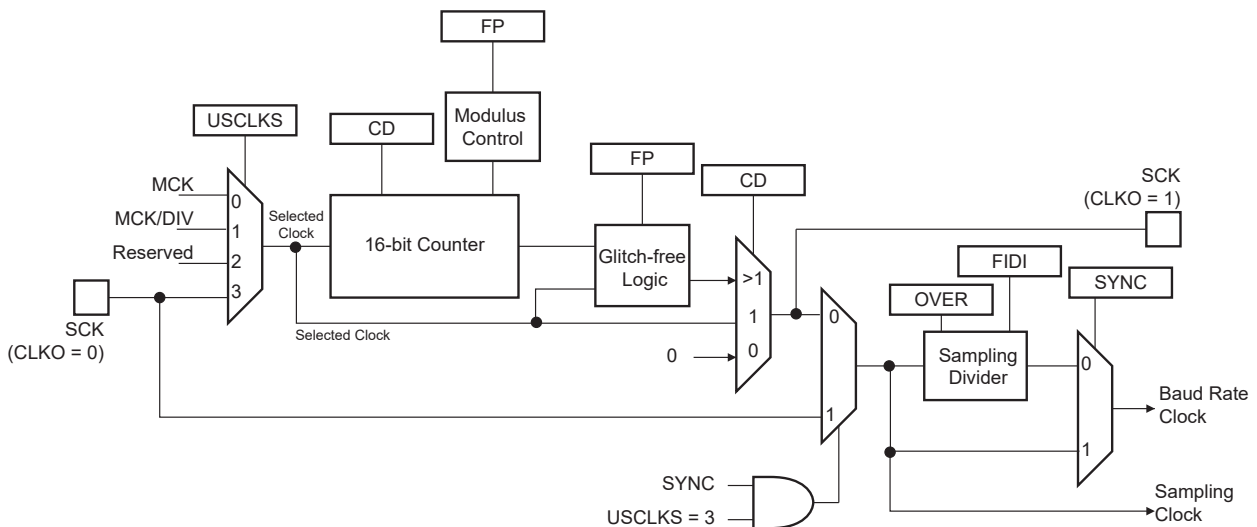 FP
USCLKS
CD
Modulus
Control
FP
CD
SCK
(CLKO = 1)
MCK
0
MCK/DIV
1
Reserved
2
3
Selected
Clock
16-bit Counter
Glitch-free
Logic
>1
1
0
0
Selected Clock
SCK
(CLKO = 0)
FIDI
OVER
SYNC
0
1
Sampling
Divider
0
1
Baud Rate
Clock
SYNC
USCLKS = 3
Sampling
Clock